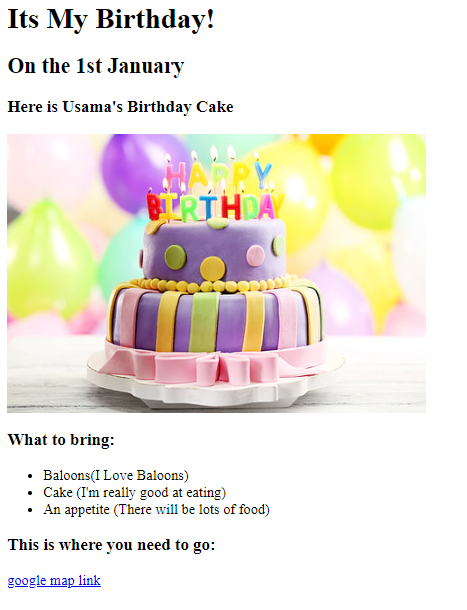 Its My Birthday!
On the 1st January
Here is Usama's Birthday Cake
HAPPY
BIRTHDAY
What to bring:
Baloons(I Love Baloons)
Cake (I'm really good at eating)
An appetite (There will be lots of food)
This is where you need to go:
google map link